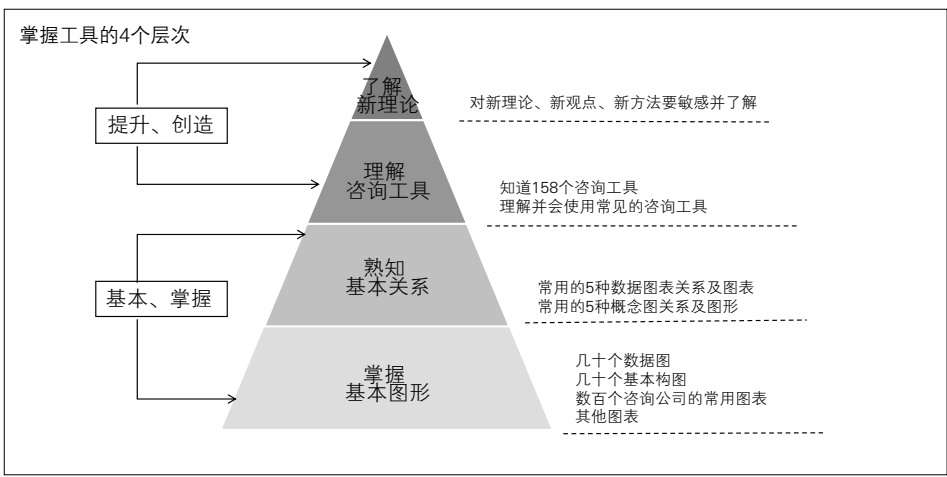 掌握工具的4个层次
了解
新理论
对新理论、新观点、新方法要敏感并了解
提升、创造
理解
咨询工具
知道158个咨询工具
理解并会使用常见的咨询工具
熟知
基本关系
常用的5种数据图表关系及图表
常用的5种概念图关系及图形
基本、掌握
掌握
基本图形
几十个数据图
几十个基本构图
数百个咨询公司的常用图表
其他图表